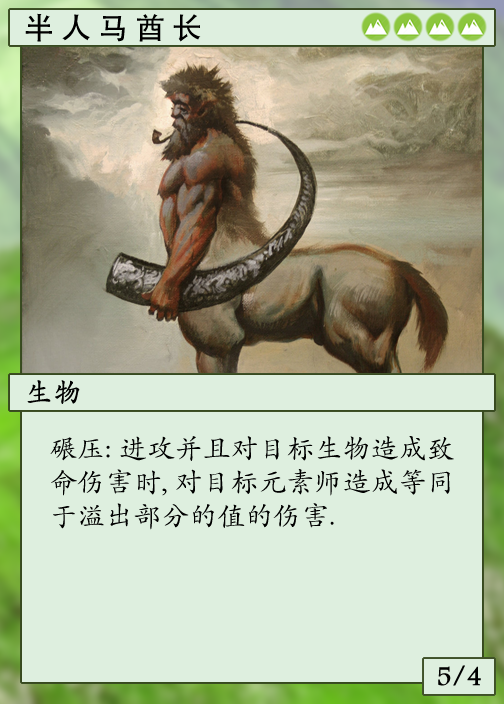 半人马酋长
生物
碾压: 进攻并且对目标生物造成致
命伤害时, 对目标元素师造成等同
于溢出部分的值的伤害.
5/4